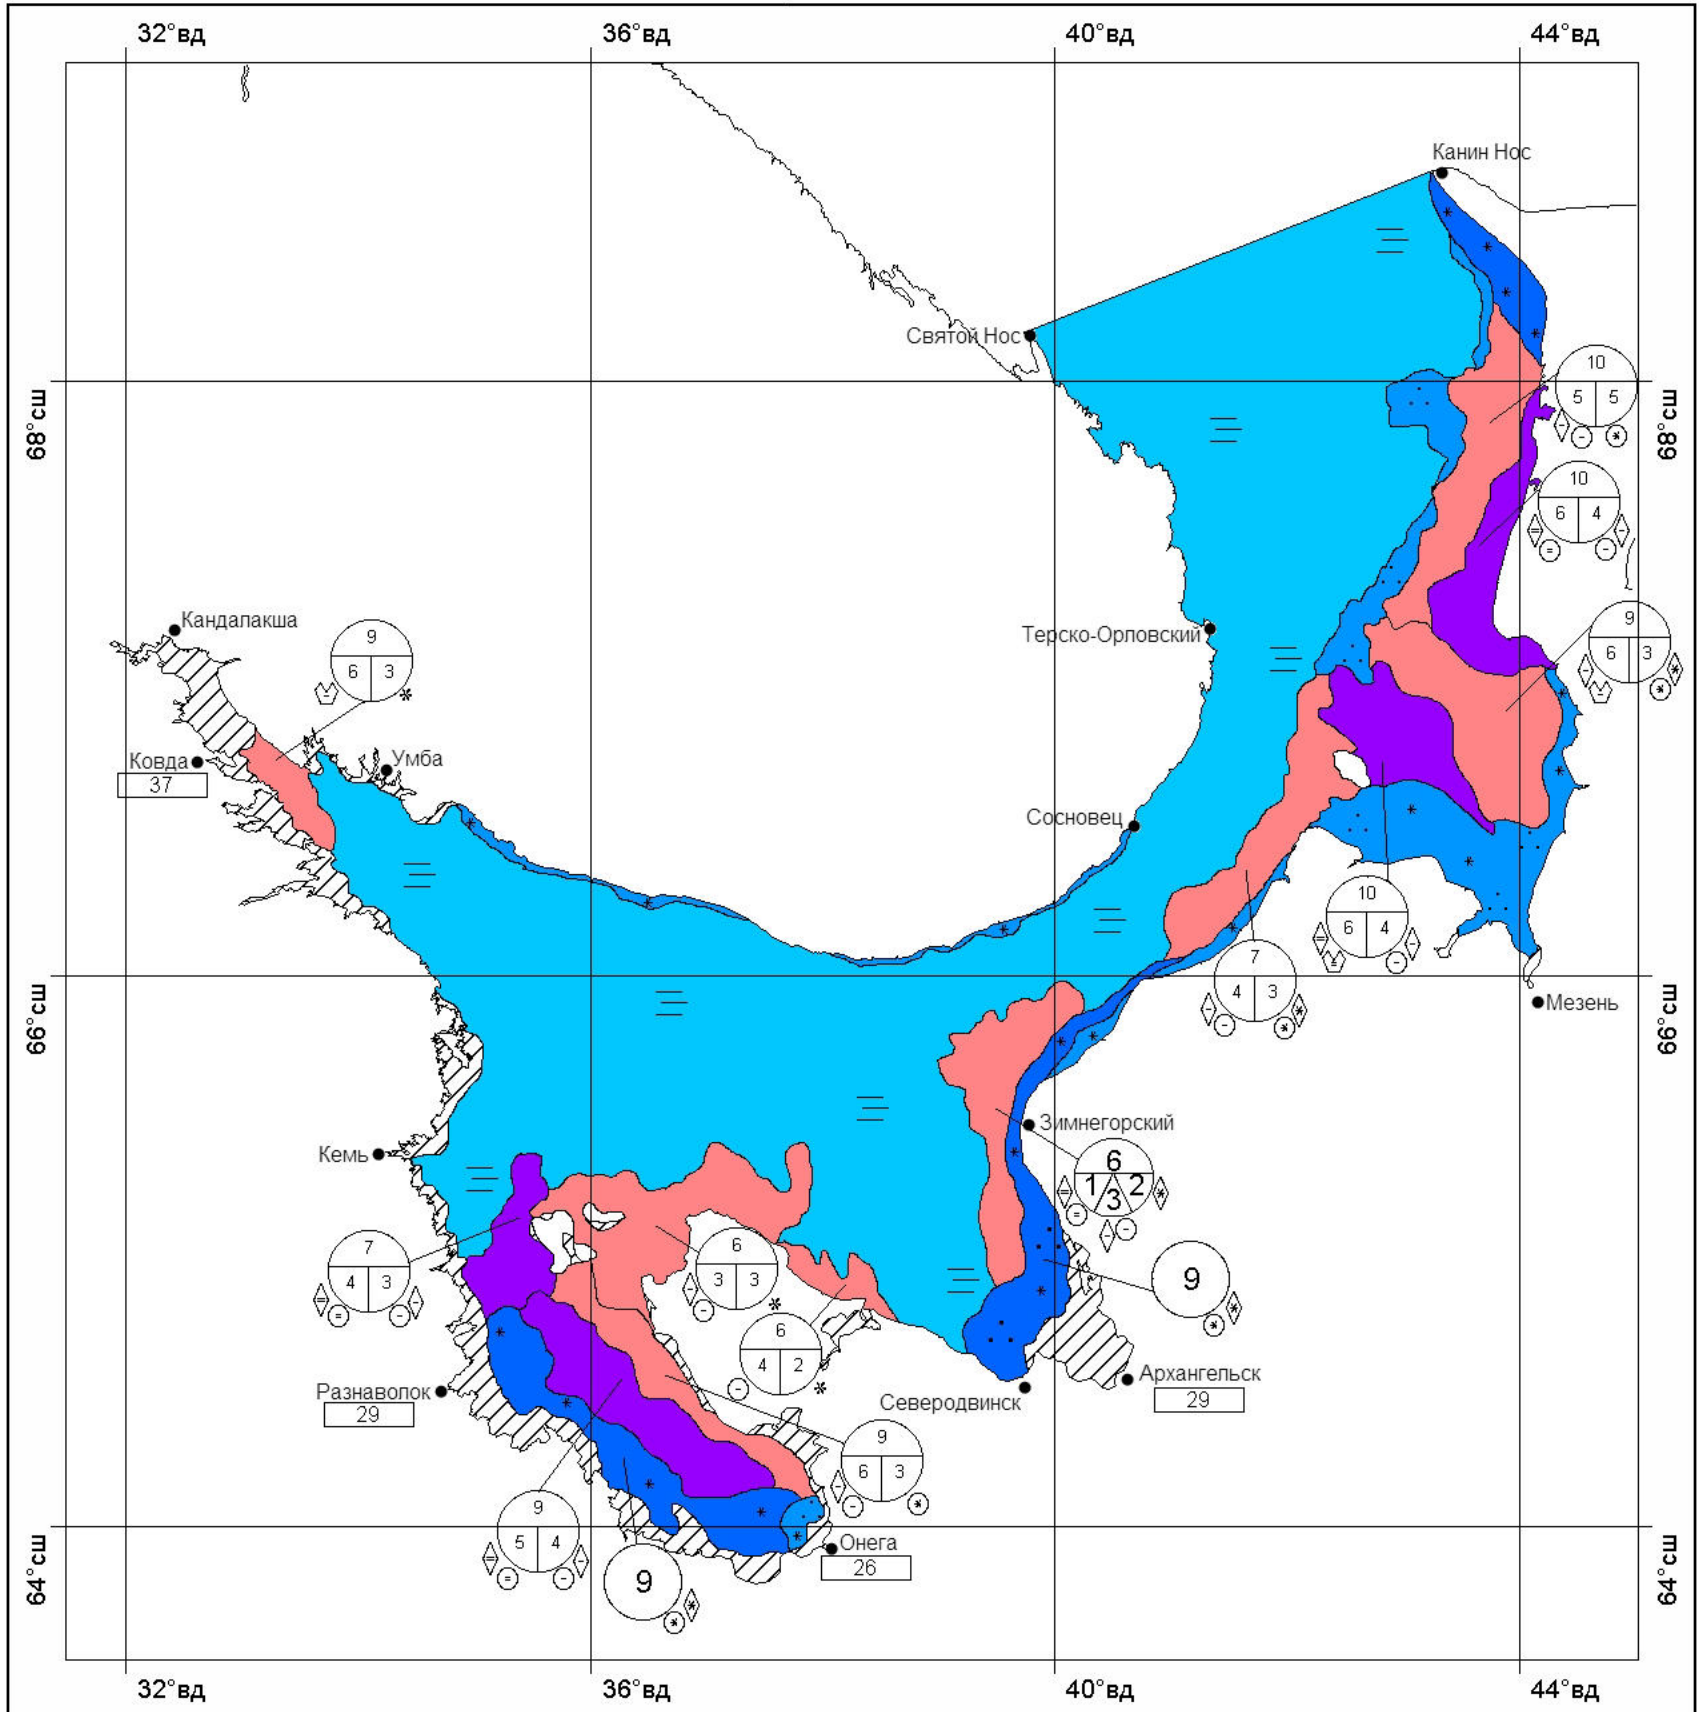 32°вд 36°вд 40°вд 44°вд
Канин Нос
Святой Нос
68°сш 68°сш
10
5 5
10
6 4
Терско-Орловский
9
6 3
Кандалакша
9
6 3
Ковда
37
Умба
Сосновец
10
6 4
7
4 3
Мезень
66°сш 66°сш
Зимнегорский
6
1 3 2
Кемь
7
4 3
6
3 3
9
6
4 2
Разнаволок
29
Северодвинск
Архангельск
29
9
6 3
9
5 4
9
Онега
26
64°сш 64°сш
32°вд 36°вд 40°вд 44°вд